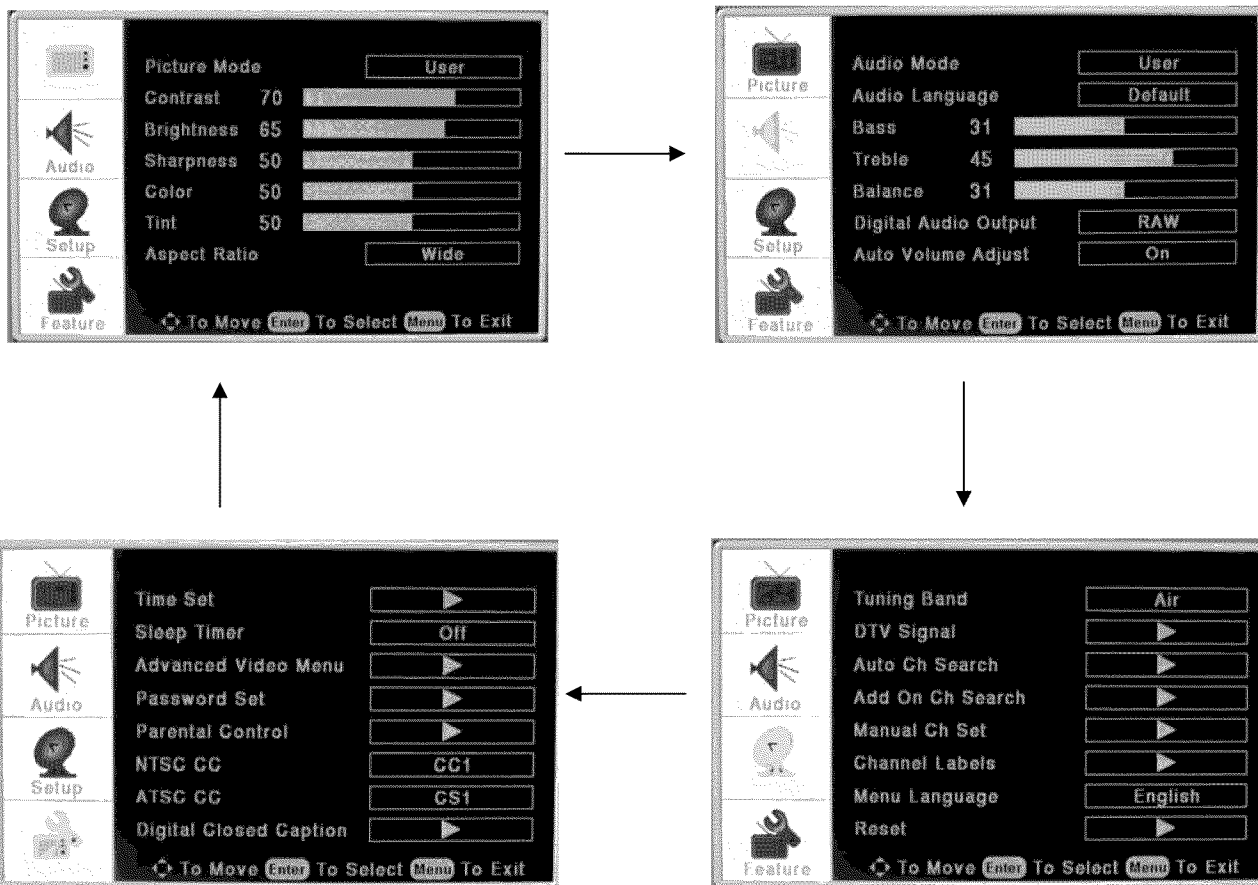 Picture Mode User
Contrast 70
Brightness 65
Sharpness 50
Color 50
Tint 50
Aspect Ratio Wide
Audio
Setup
Feature
To Move Enter To Select Menu To Exit
Picture
Setup
Feature
Audio Mode User
Audio Language Default
Bass 31
Treble 45
Balance 31
Digital Audio Output RAW
Auto Volume Adjust On
To Move Enter To Select Menu To Exit
Picture
Audio
Setup
Time Set
Sleep Timer Off
Advanced Video Menu
Password Set
Parental Control
NTSC CC CC1
ATSC CC CS1
Digital Closed Caption
To Move Enter To Select Menu To Exit
Picture
Audio
Feature
Tuning Band Air
DTV Signal
Auto Ch Search
Add On Ch Search
Manual Ch Set
Channel Labels
Menu Language English
Reset
To Move Enter To Select Menu To Exit